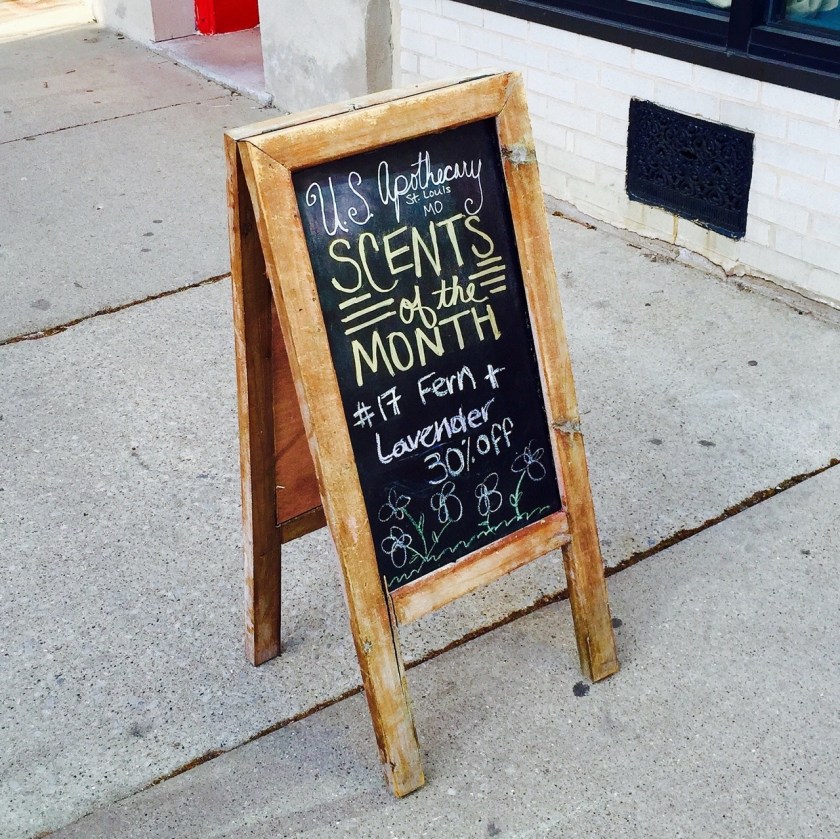 U.S. Apothecary
St. Louis
MO
SCENTS
of the
MONTH
#17 Fern +
Lavender
30% off